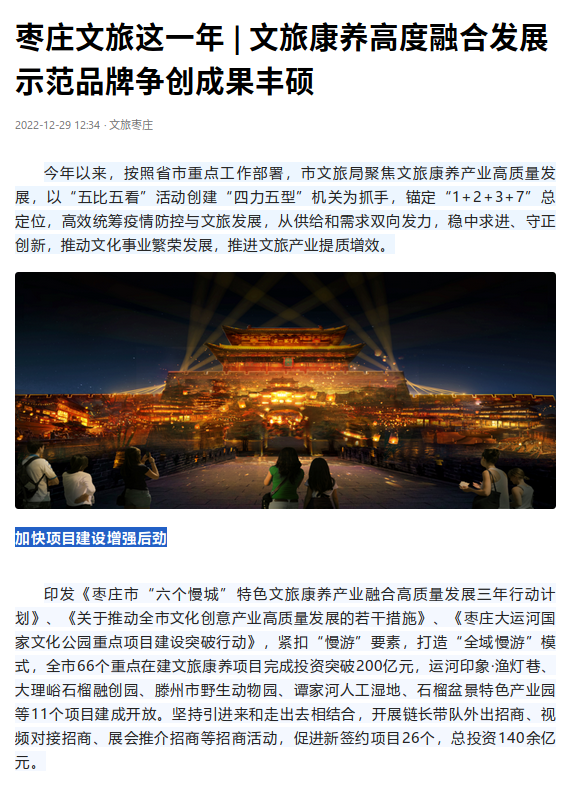 枣庄文旅这一年 | 文旅康养高度融合发展
示范品牌争创成果丰硕
2022-12-29 12:34 · 文旅枣庄
今年以来，按照省市重点工作部署，市文旅局聚焦文旅康养产业高质量发
展，以“五比五看”活动创建“四力五型”机关为抓手，锚定“1+2+3+7”总
定位，高效统筹疫情防控与文旅发展，从供给和需求双向发力，稳中求进、守正
创新，推动文化事业繁荣发展，推进文旅产业提质增效。
加快项目建设增强后劲
印发《枣庄市“六个慢城”特色文旅康养产业融合高质量发展三年行动计
划》、《关于推动全市文化创意产业高质量发展的若干措施》、《枣庄大运河国
家文化公园重点项目建设突破行动》，紧扣“慢游”要素，打造“全域慢游”模
式，全市66个重点在建文旅康养项目完成投资突破200亿元，运河印象·渔灯巷、
大理峪石榴融创园、滕州市野生动物园、谭家河人工湿地、石榴盆景特色产业园
等11个项目建成开放。坚持引进来和走出去相结合，开展链长带队外出招商、视
频对接招商、展会推介招商等招商活动，促进新签约项目26个，总投资140余亿
元。